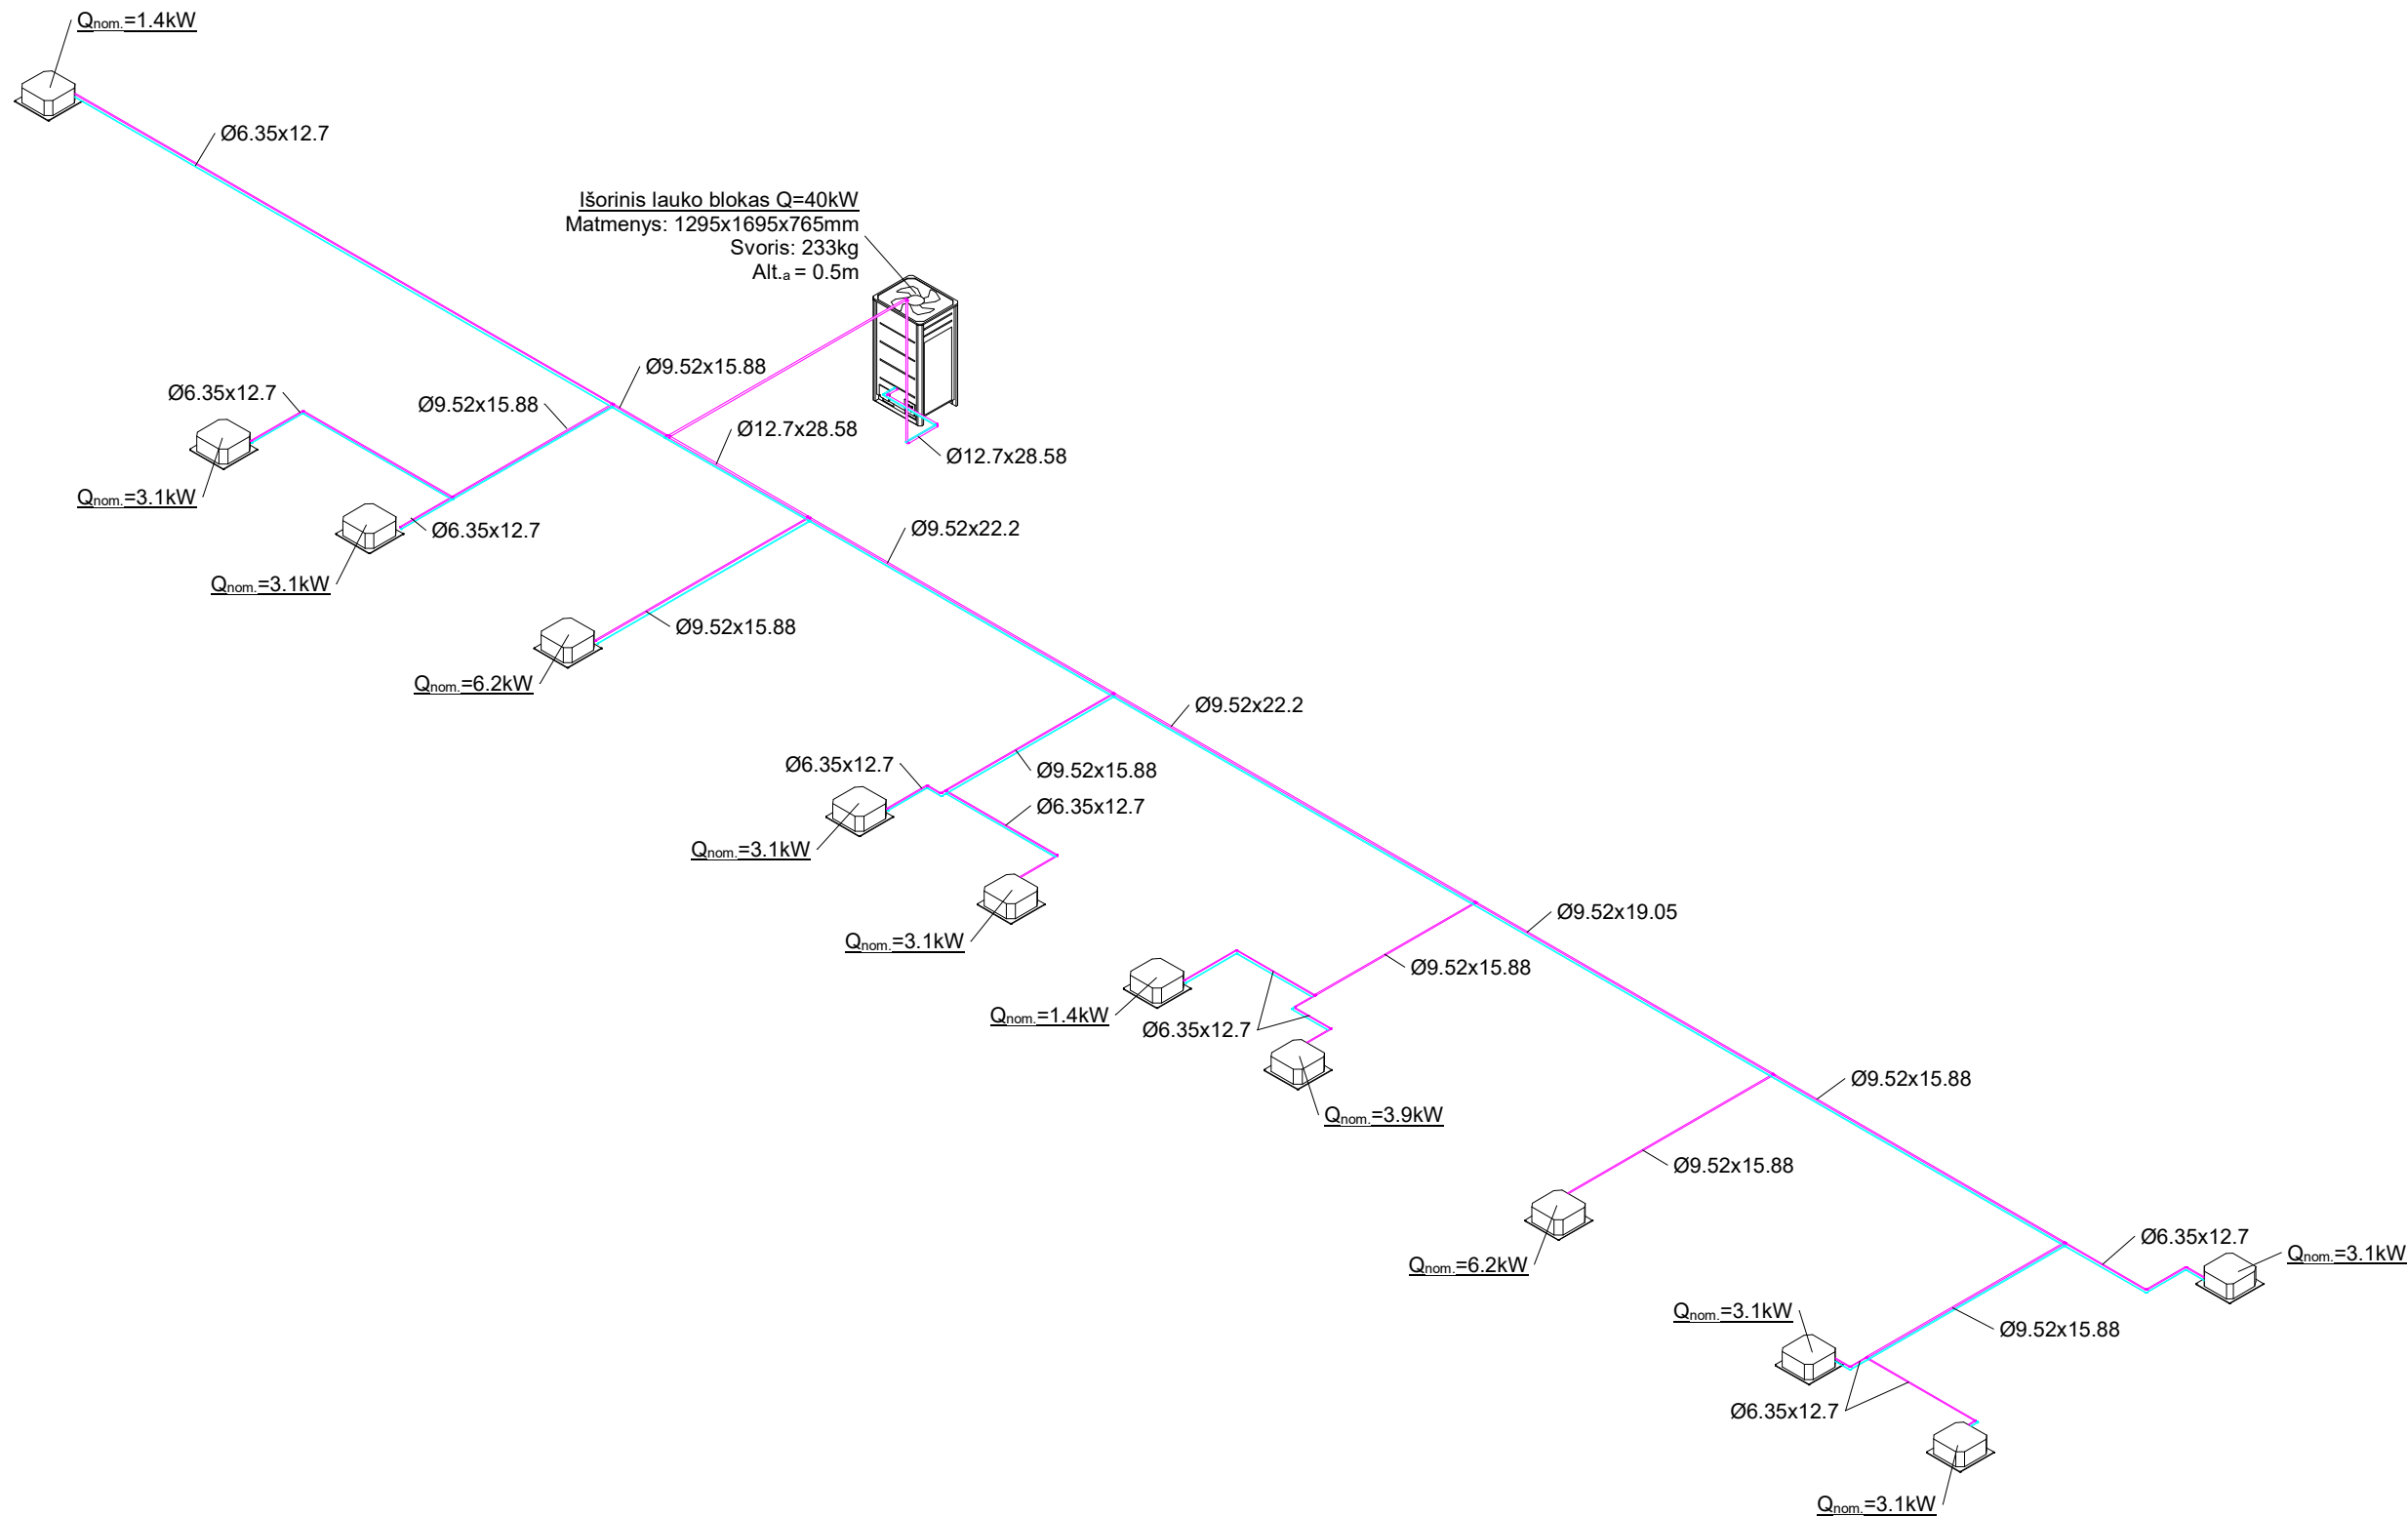 Qnom.=1.4kW
Ø6.35x12.7
Išorinis lauko blokas Q=40kW
Matmenys: 1295x1695x765mm
Svoris: 233kg
Alt.a = 0.5m
Ø9.52x15.88
Ø6.35x12.7
Ø9.52x15.88
Ø12.7x28.58
Ø12.7x28.58
Qnom.=3.1kW
Ø9.52x22.2
Ø6.35x12.7
Qnom.=3.1kW
Ø9.52x15.88
Qnom.=6.2kW
Ø9.52x22.2
Ø6.35x12.7
Ø9.52x15.88
Ø6.35x12.7
Qnom.=3.1kW
Ø9.52x19.05
Qnom.=3.1kW
Ø9.52x15.88
Qnom.=1.4kW
Ø6.35x12.7
Ø9.52x15.88
Qnom.=3.9kW
Ø9.52x15.88
Ø6.35x12.7
Qnom.=3.1kW
Qnom.=6.2kW
Qnom.=3.1kW
Ø9.52x15.88
Ø6.35x12.7
Qnom.=3.1kW